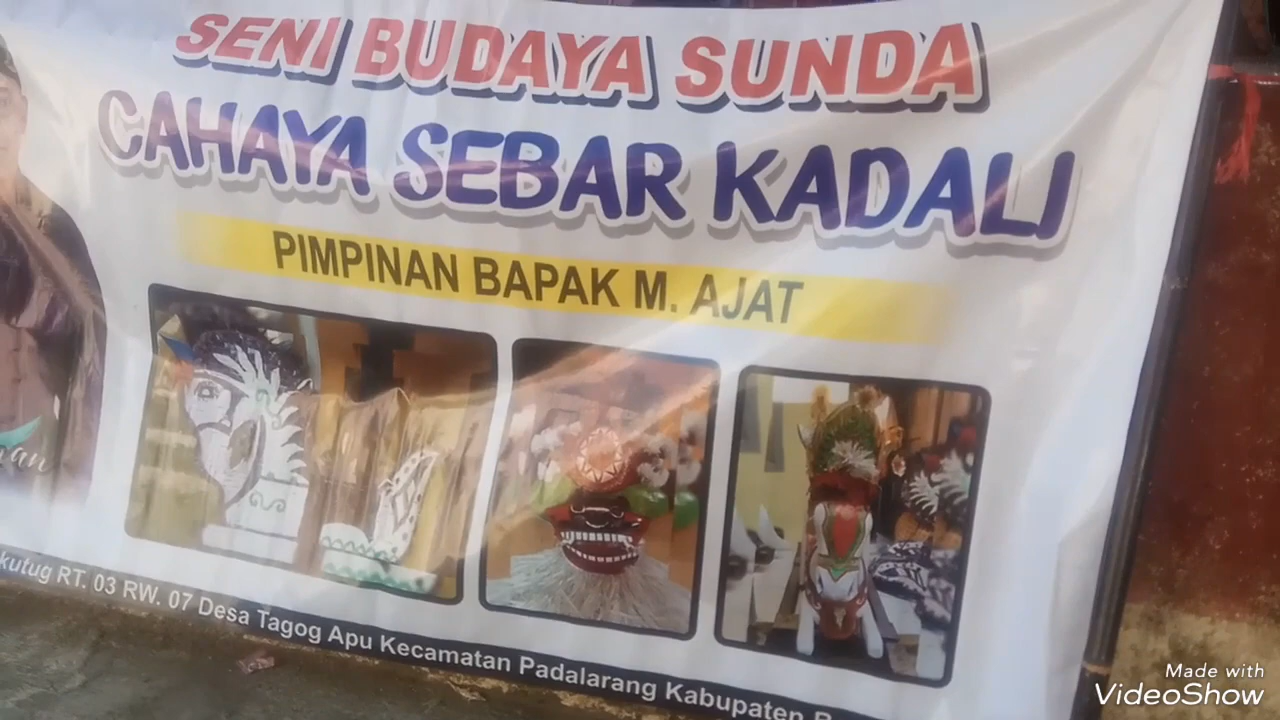 SENI BUDAYA SUNDA
CAHAYA SEBAR KADALI
PIMPINAN BAPAK M. AJAT
RT. 03 RW. 07 Desa Tagog Apu Kecamatan Padalarang Kabupaten
Made with
VideoShow